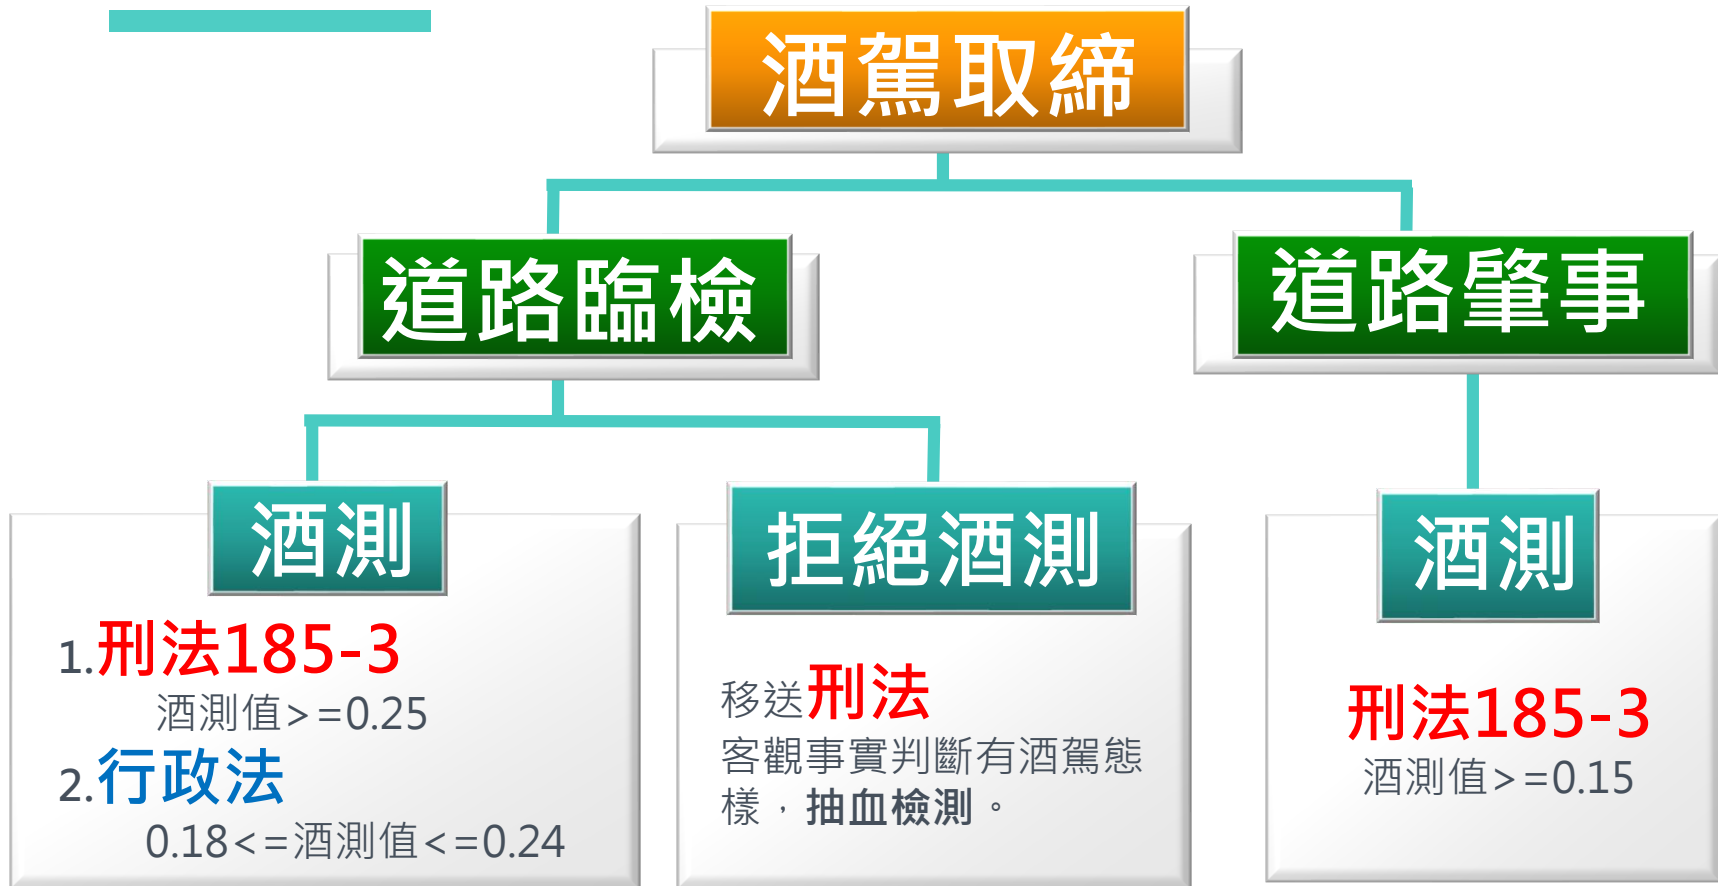 酒駕取締
道路臨檢
道路肇事
酒測
1.刑法185-3
酒測值>=0.25
2.行政法
0.18<=酒測值<=0.24
拒絕酒測
移送刑法
客觀事實判斷有酒駕態
樣，抽血檢測。
酒測
刑法185-3
酒測值>=0.15